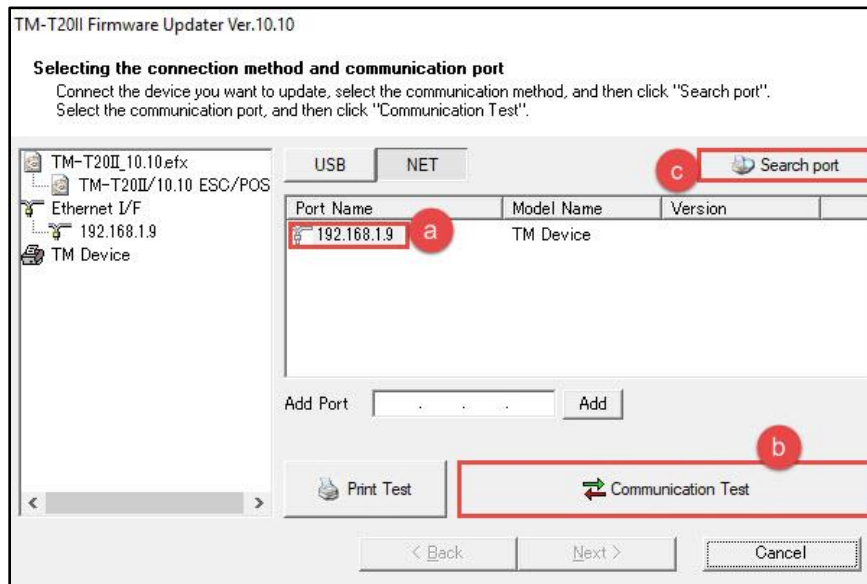 TM-T20II Firmware Updater Ver.10.10
Selecting the connection method and communication port
Connect the device you want to update, select the communication method, and then click "Search port".
Select the communication port, and then click "Communication Test".
TM-T20Ⅱ_10.10.efx
TM-T20Ⅱ/10.10 ESC/POS
Ethernet I/F
192.168.1.9
TM Device
USB
NET
c
Search port
Port Name
Model Name
Version
192.168.1.9
a
TM Device
Add Port
. . .
Add
b
Print Test
Communication Test
< Back
Next >
Cancel